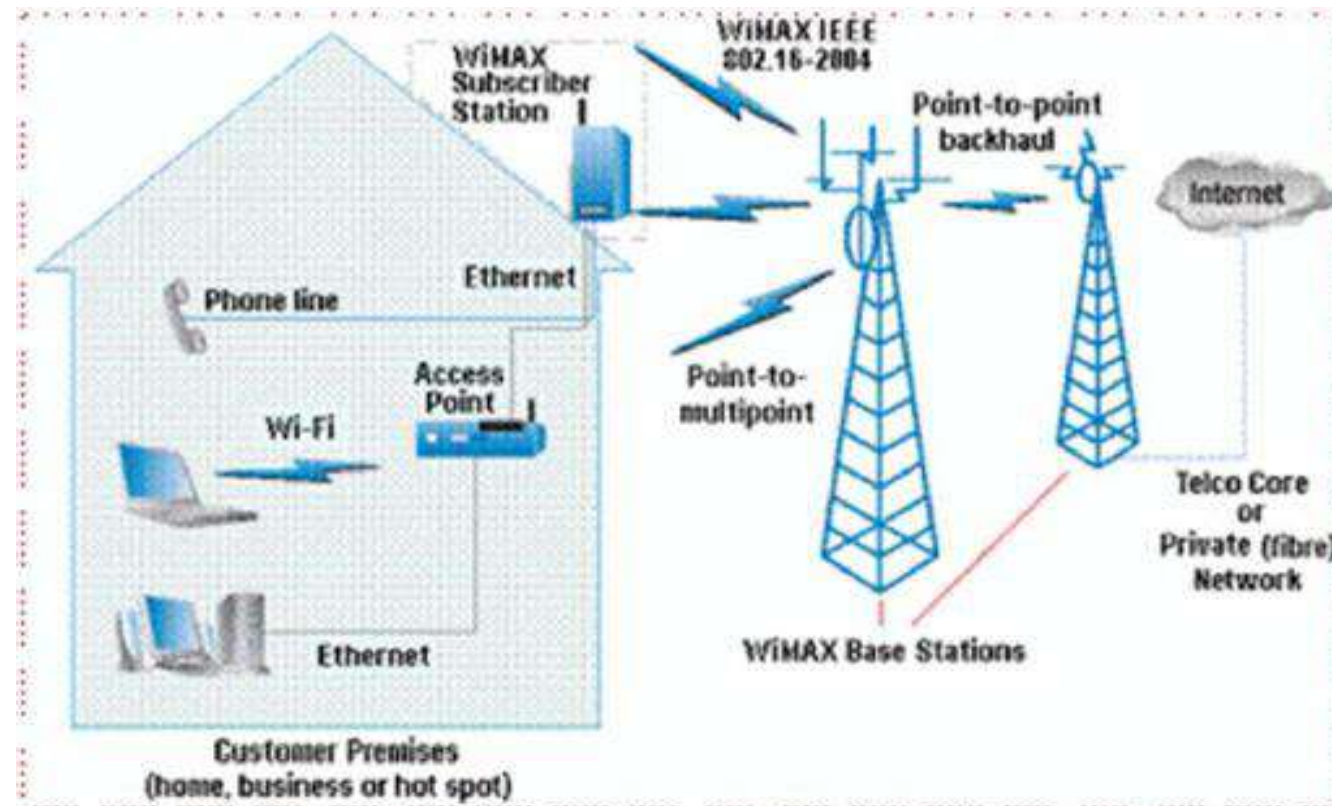 WiMAX IEEE
802.16-2004
WiMAX
Subscriber
Station
Point-to-point
backhaul
Internet
Ethernet
Phone line
Access
Point
Point-to-
multipoint
Wi-Fi
Telco Core
or
Private (fibre)
Network
Ethernet
WiMAX Base Stations
Customer Premises
(home, business or hot spot)